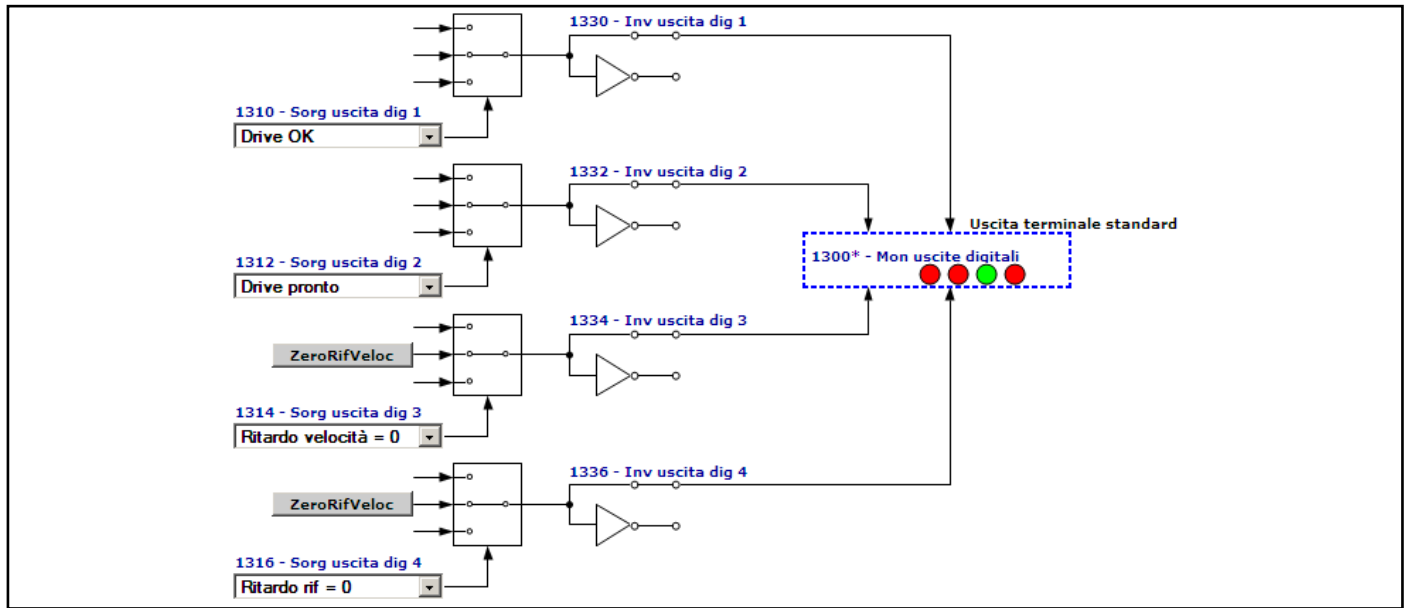 1330 - Inv uscita dig 1
1310 - Sorg uscita dig 1
Drive OK
1332 - Inv uscita dig 2
Uscita terminale standard
1300* - Mon uscite digitali
1312 - Sorg uscita dig 2
Drive pronto
1334 - Inv uscita dig 3
ZeroRifVeloc
1314 - Sorg uscita dig 3
Ritardo velocità = 0
1336 - Inv uscita dig 4
ZeroRifVeloc
1316 - Sorg uscita dig 4
Ritardo rif = 0